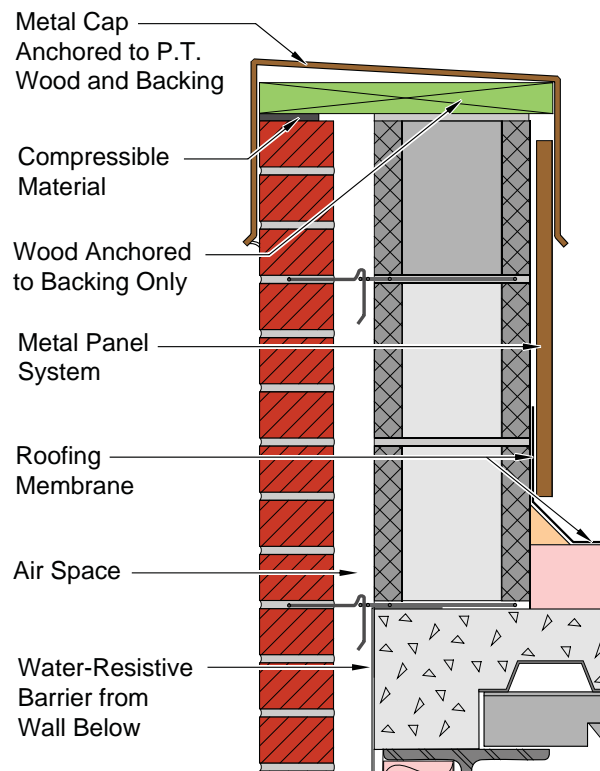 Metal Cap
Anchored to P.T.
Wood and Backing
Compressible
Material
Wood Anchored
to Backing Only
Metal Panel
System
Roofing
Membrane
Air Space
Water-Resistive
Barrier from
Wall Below